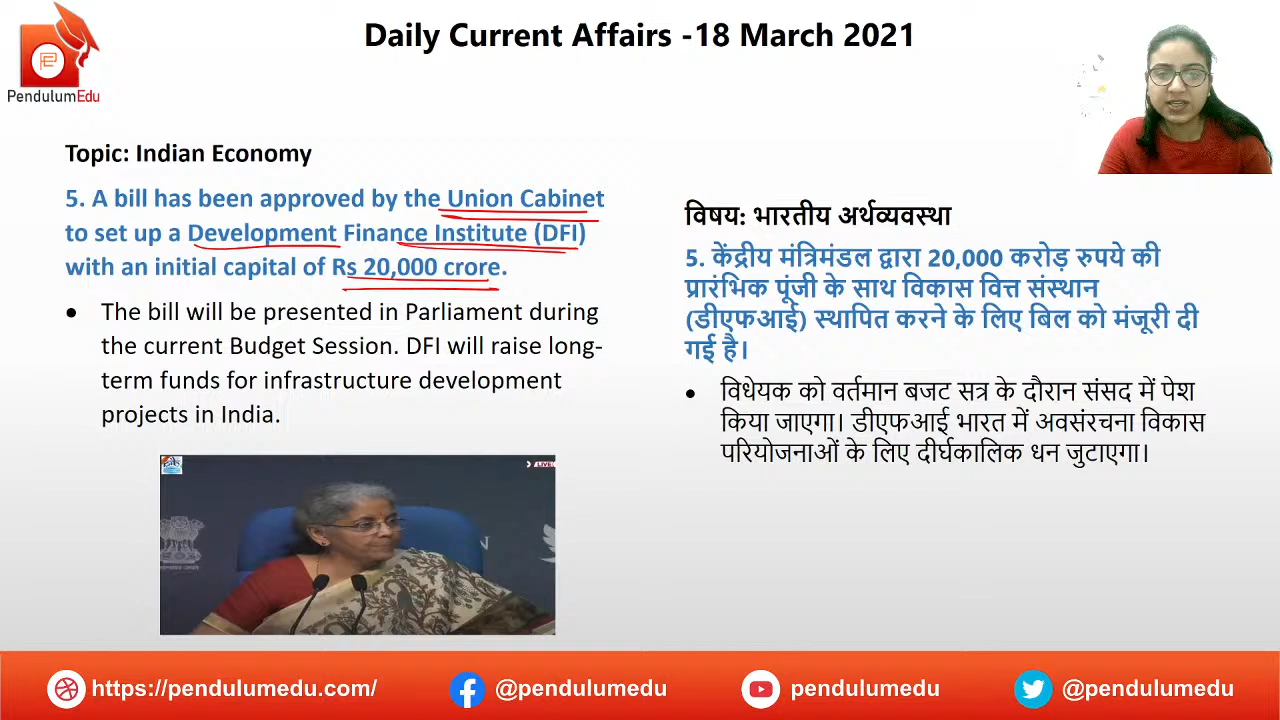 Daily Current Affairs -18 March 2021
PendulumEdu
Topic: Indian Economy
5. A bill has been approved by the Union Cabinet
to set up a Development Finance Institute (DFI)
with an initial capital of Rs 20,000 crore.
● The bill will be presented in Parliament during
the current Budget Session. DFI will raise long-
term funds for infrastructure development
projects in India.
LIVE
विषय: भारतीय अर्थव्यवस्था
5. केंद्रीय मंत्रिमंडल द्वारा 20,000 करोड़ रुपये की
प्रारंभिक पूंजी के साथ विकास वित्त संस्थान
(डीएफआई) स्थापित करने के लिए बिल को मंजूरी दी
गई है।
● विधेयक को वर्तमान बजट सत्र के दौरान संसद में पेश
किया जाएगा। डीएफआई भारत में अवसंरचना विकास
परियोजनाओं के लिए दीर्घकालिक धन जुटाएगा।
https://pendulumedu.com/
@pendulumedu
pendulumedu
@pendulumedu